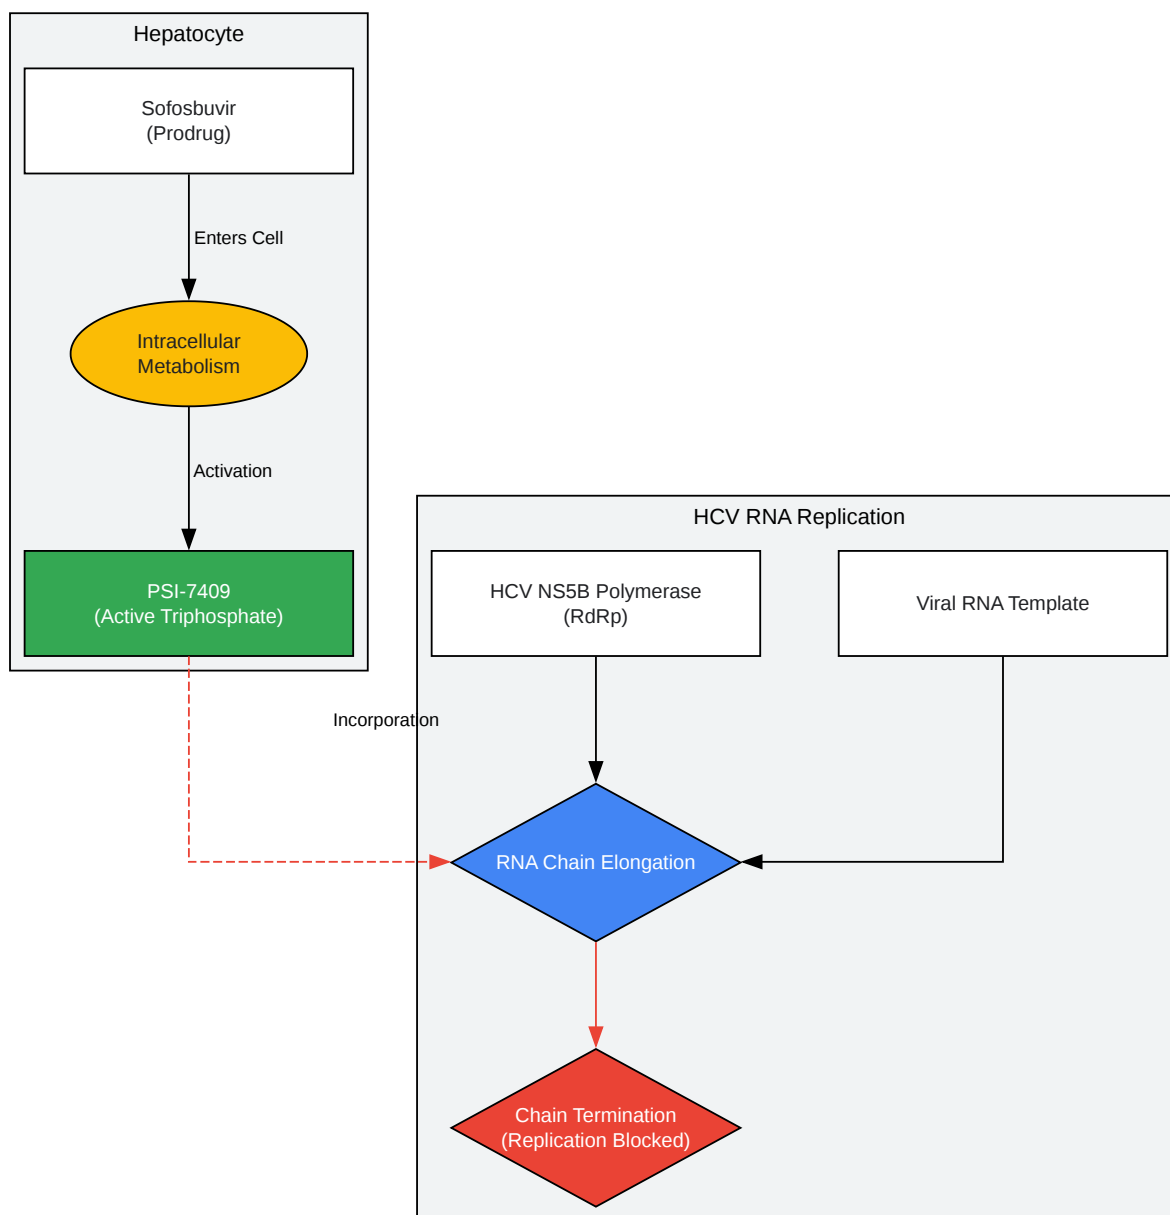 Hepatocyte
Sofosbuvir
(Prodrug)
Enters Cell
Intracellular
Metabolism
Activation
PSI-7409
(Active Triphosphate)
HCV RNA Replication
HCV NS5B Polymerase
(RdRp)
Viral RNA Template
Incorporation
RNA Chain Elongation
Chain Termination
(Replication Blocked)